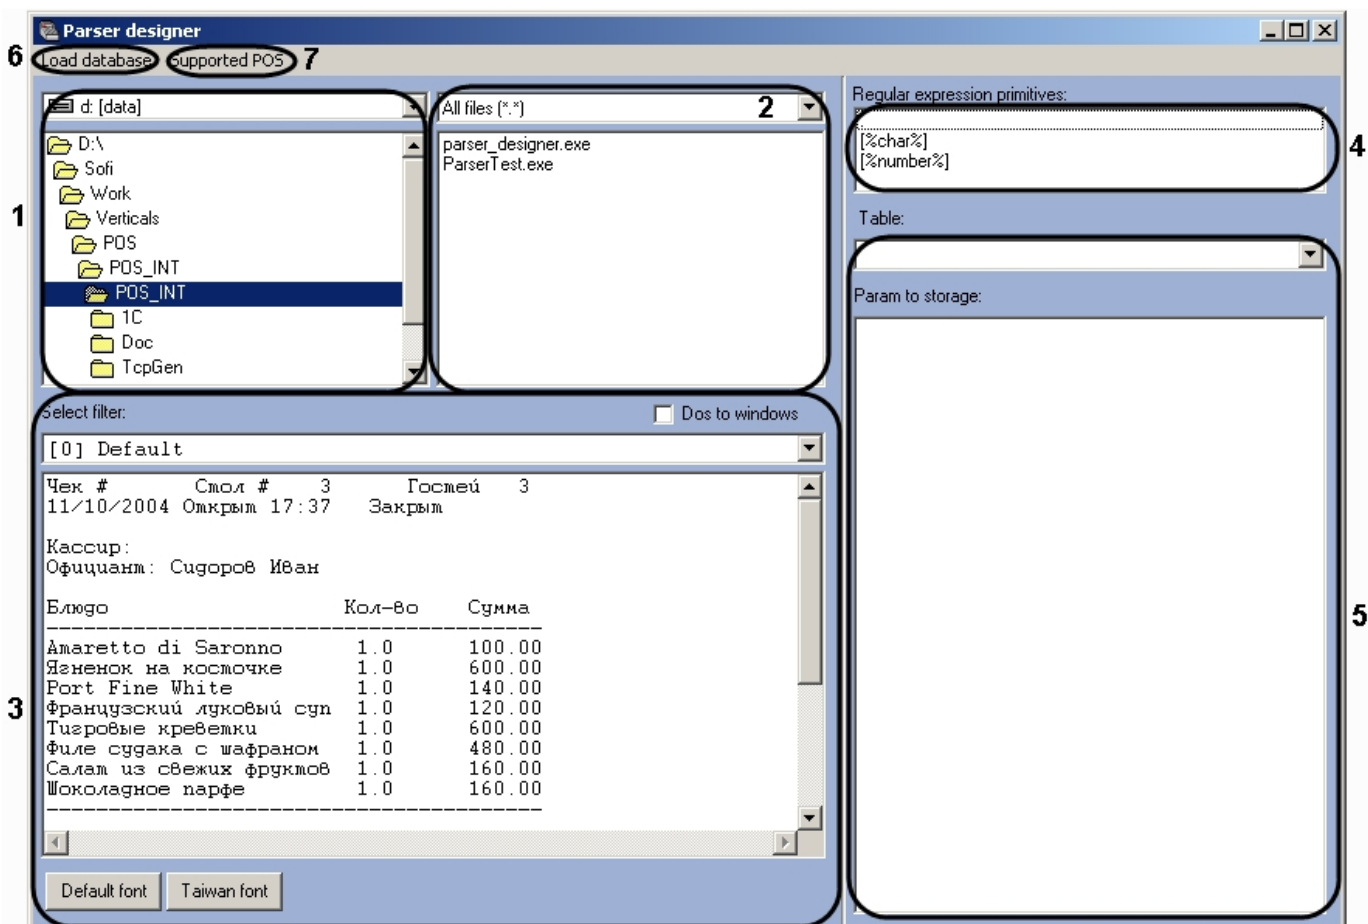 Parser designer
6 Load database Supported POS 7
d: [data]
All files (*.*) 2
Regular expression primitives:
.
[%char%]
[%number%]
4
1
D:\
Sofi
Work
Verticals
POS
POS_INT
POS_INT
1C
Doc
TcpGen
parser_designer.exe
ParserTest.exe
Table:
Param to storage:
5
Select filter:
Dos to windows
[0] Default
Чек # Стол # 3 Гостей 3
11/10/2004 Открыт 17:37 Закрыт
Кассир:
Официант: Сидоров Иван
Блюдо Кол-во Сумма
----------------------------------------
Amaretto di Saronno 1.0 100.00
Ягненок на косточке 1.0 600.00
Port Fine White 1.0 140.00
Французский луковый суп 1.0 120.00
Тигровые креветки 1.0 600.00
Филе судака с шафраном 1.0 480.00
Салат из свежих фруктов 1.0 160.00
Шоколадное парфе 1.0 160.00
----------------------------------------
3
Default font Taiwan font